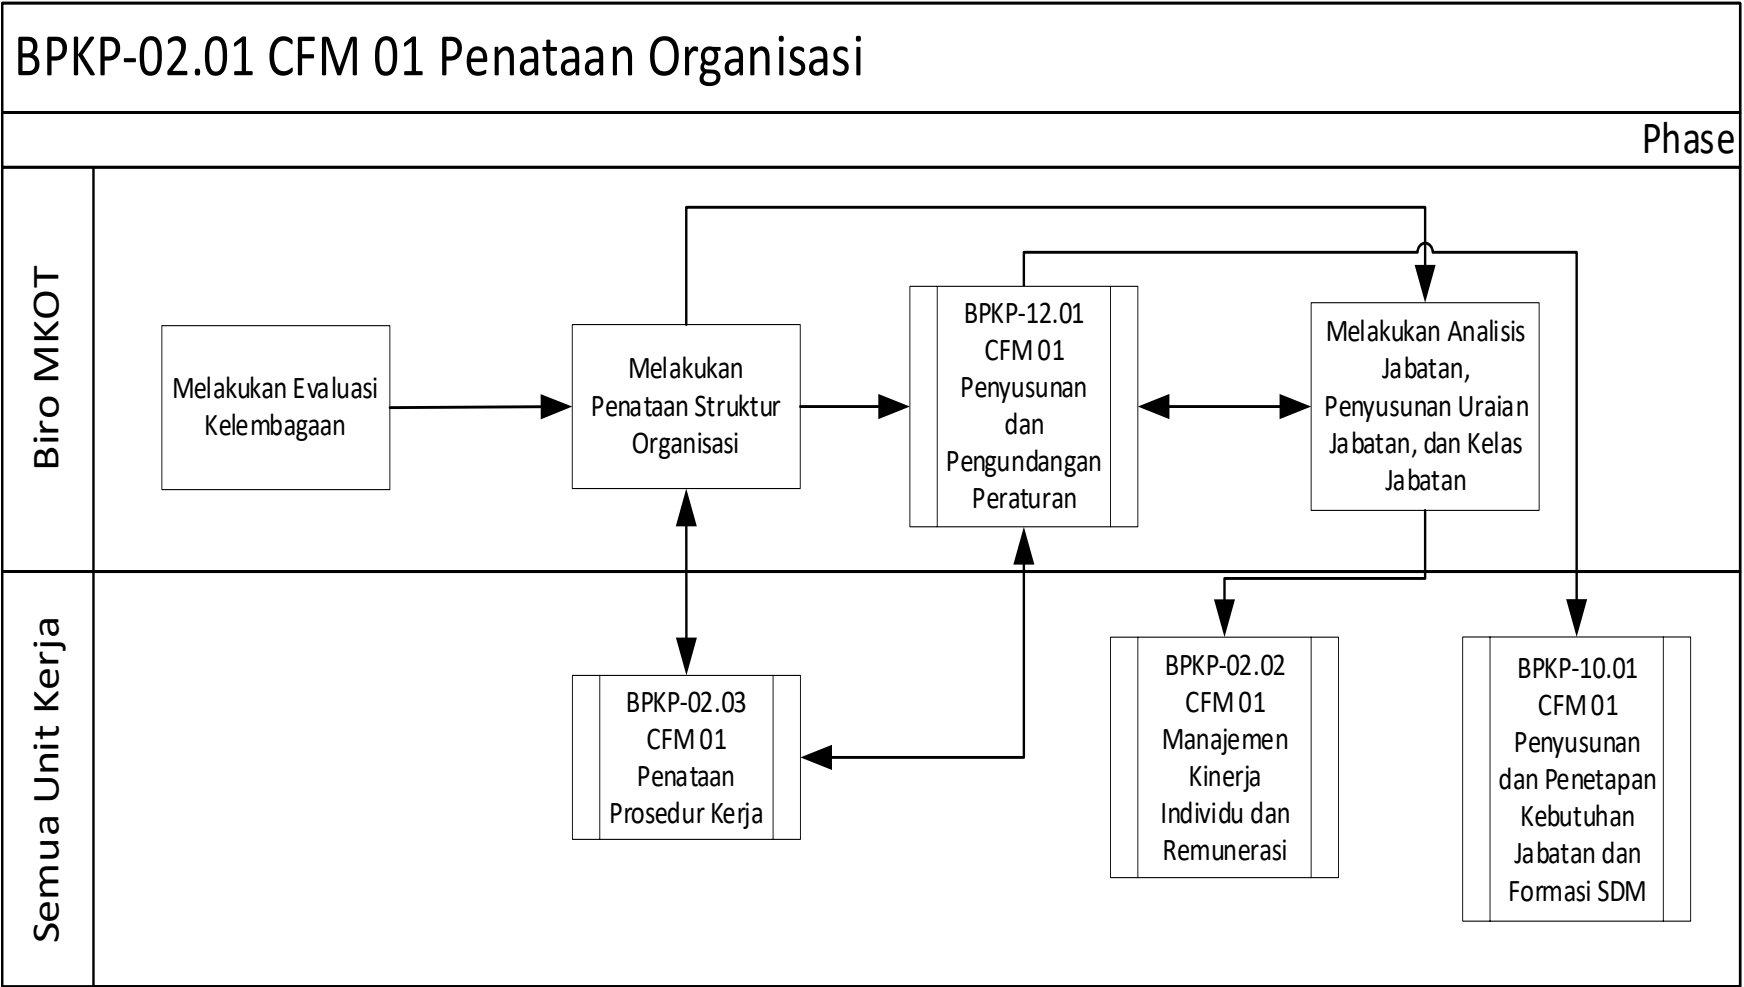 BPKP-02.01 CFM 01 Penataan Organisasi
Phase
Biro MKOT
Melakukan Evaluasi
Kelembagaan
Melakukan
Penataan Struktur
Organisasi
BPKP-12.01
CFM 01
Penyusunan
dan
Pengundangan
Peraturan
Melakukan Analisis
Jabatan,
Penyusunan Uraian
Jabatan, dan Kelas
Jabatan
Semua Unit Kerja
BPKP-02.03
CFM 01
Penataan
Prosedur Kerja
BPKP-02.02
CFM 01
Manajemen
Kinerja
Individu dan
Remunerasi
BPKP-10.01
CFM 01
Penyusunan
dan Penetapan
Kebutuhan
Jabatan dan
Formasi SDM